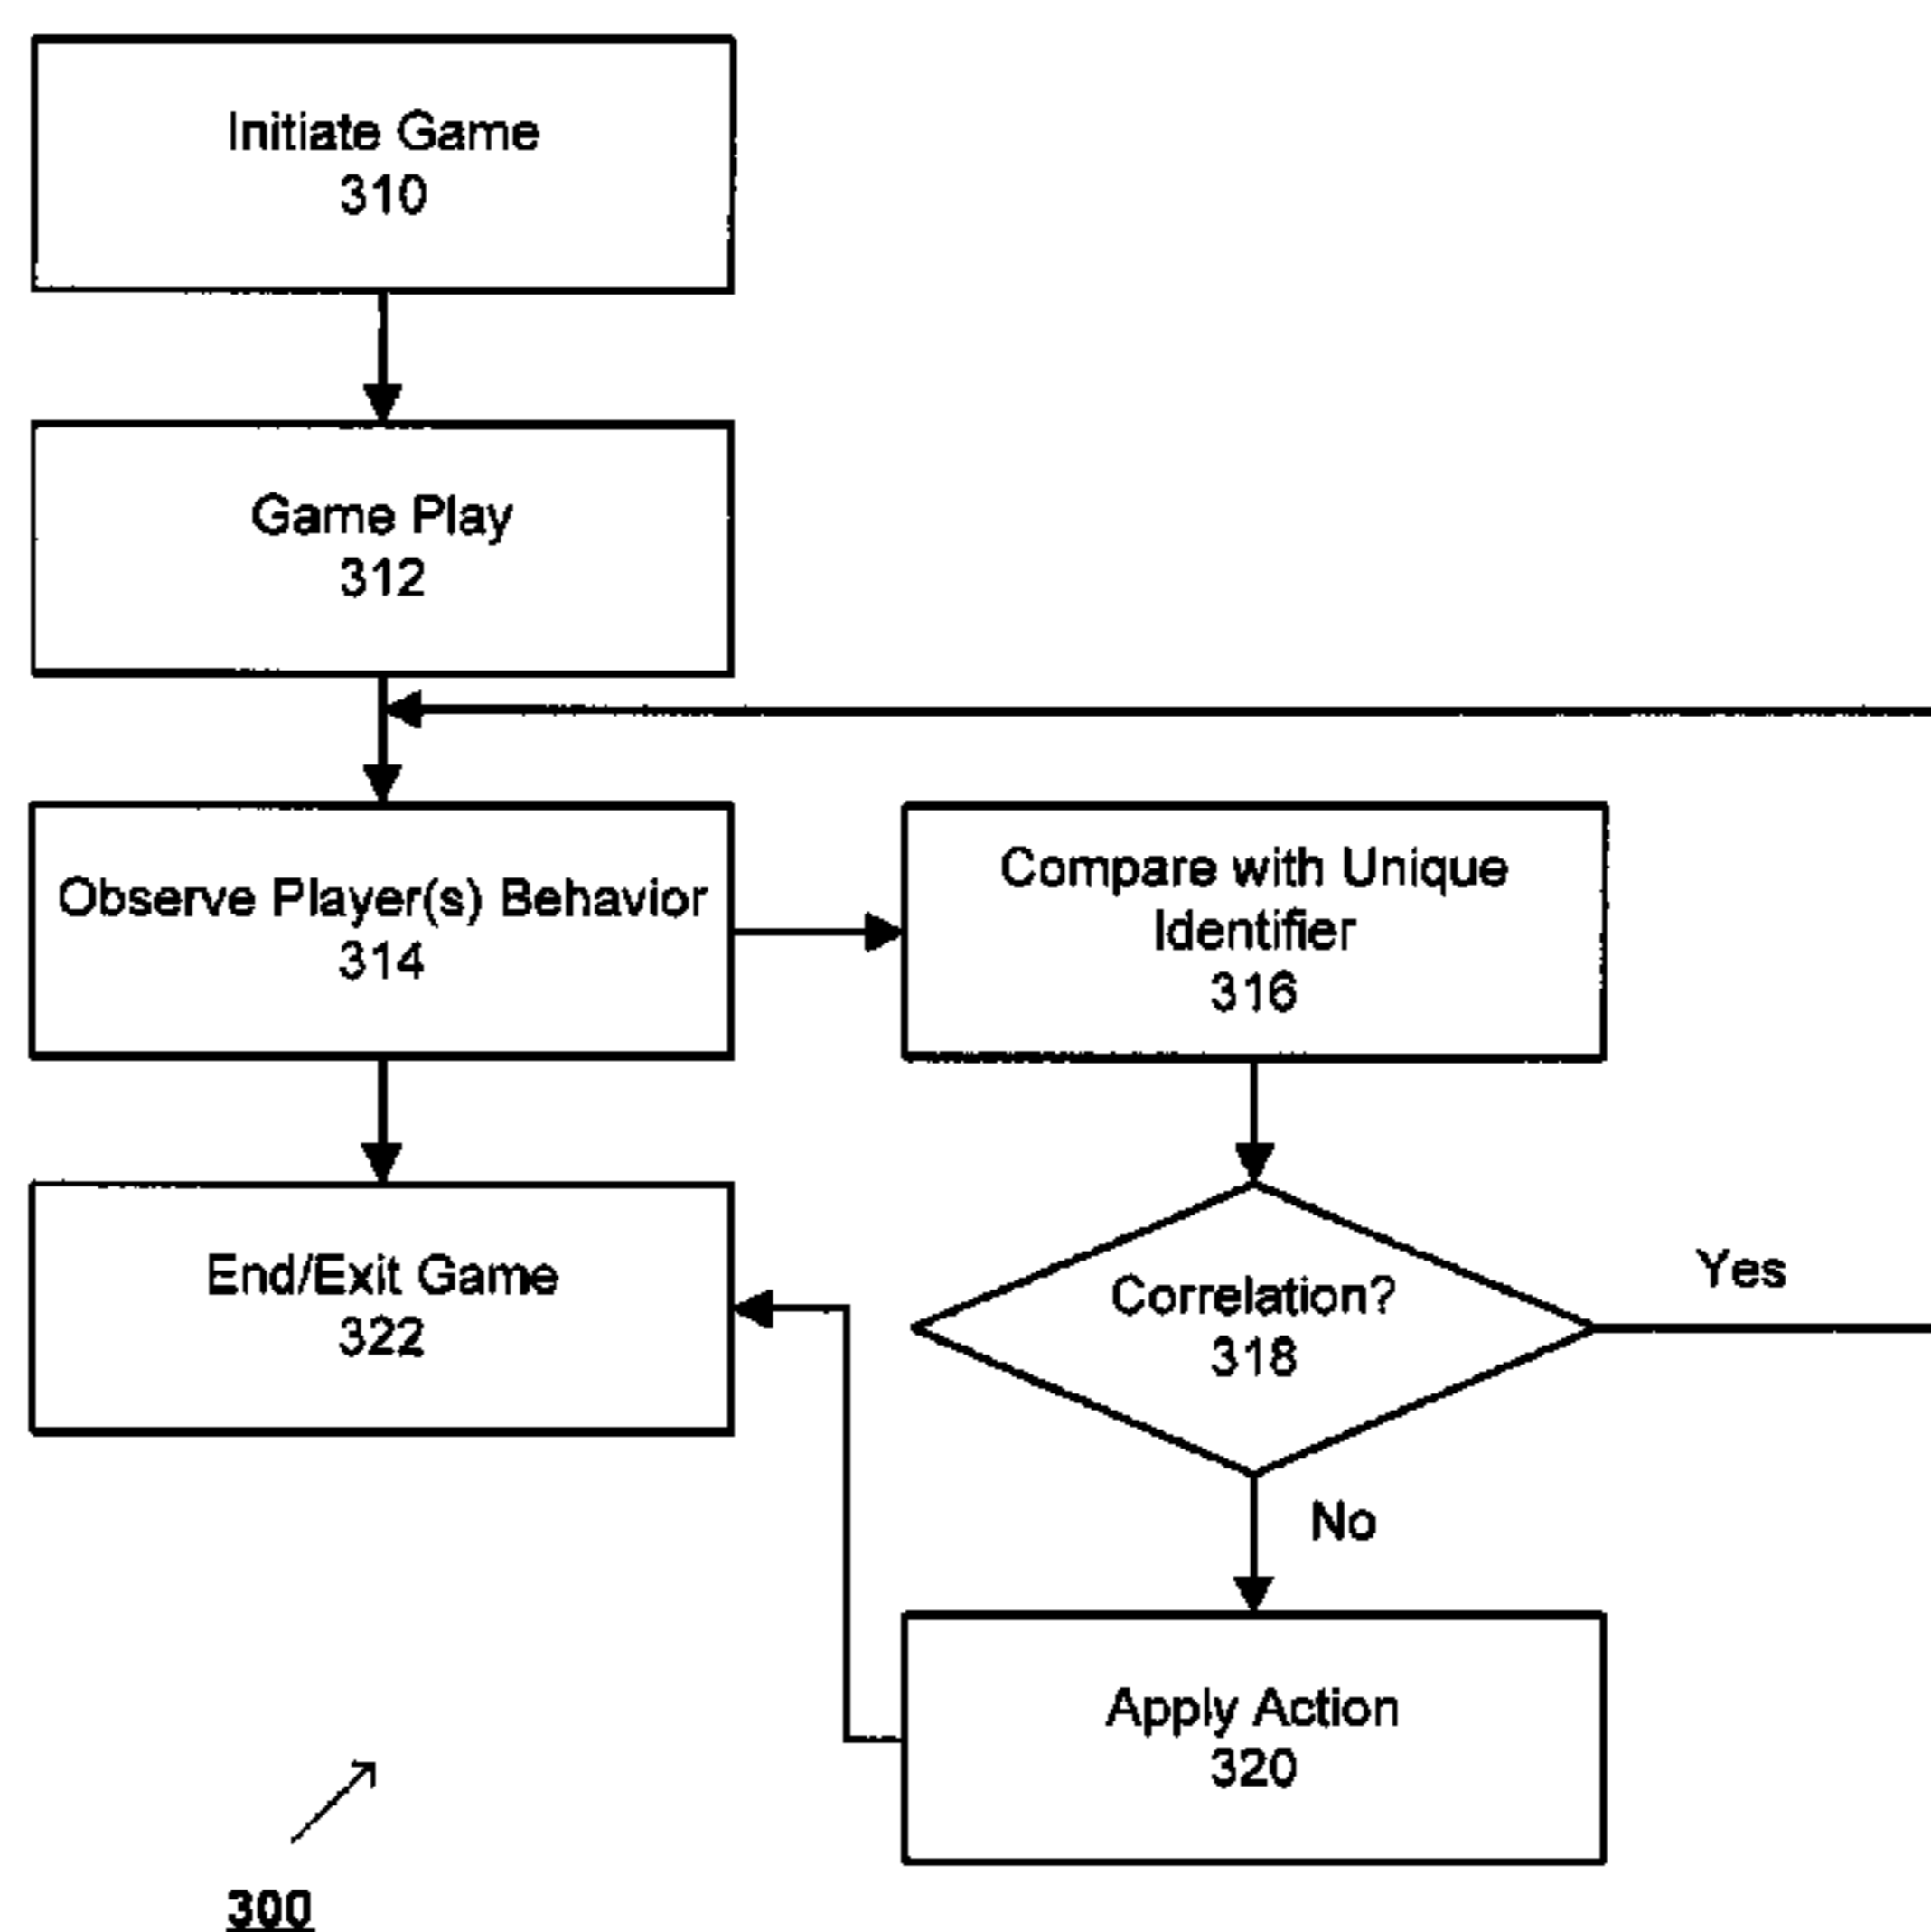 Initiate Game
310
Game Play
312
Observe Player(s) Behavior
314
Compare with Unique
Identifier
316
End/Exit Game
322
Correlation?
318
Yes
No
Apply Action
320
300